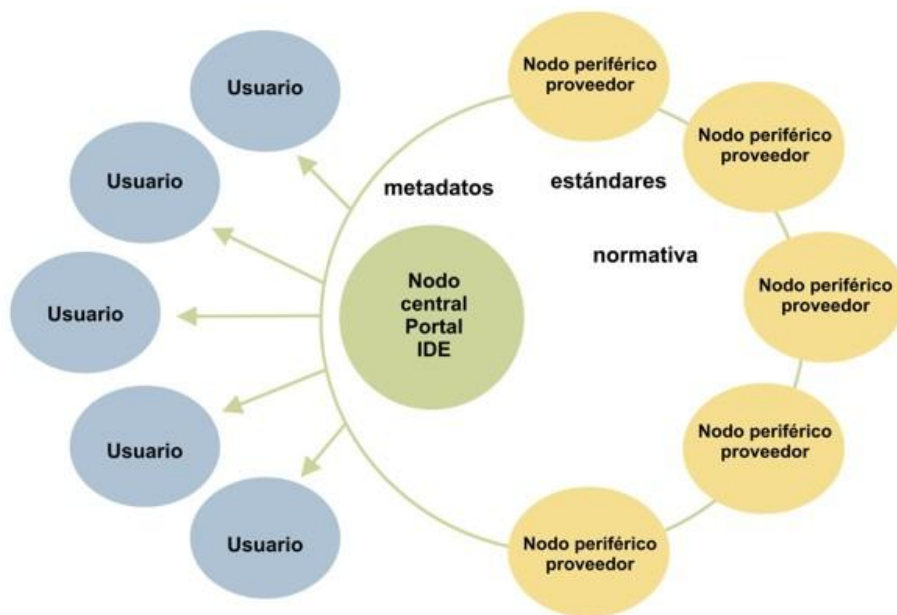 Usuario
Usuario
Usuario
Usuario
Usuario
metadatos
estándares
normativa
Nodo
central
Portal
IDE
Nodo periférico
proveedor
Nodo periférico
proveedor
Nodo periférico
proveedor
Nodo periférico
proveedor
Nodo periférico
proveedor